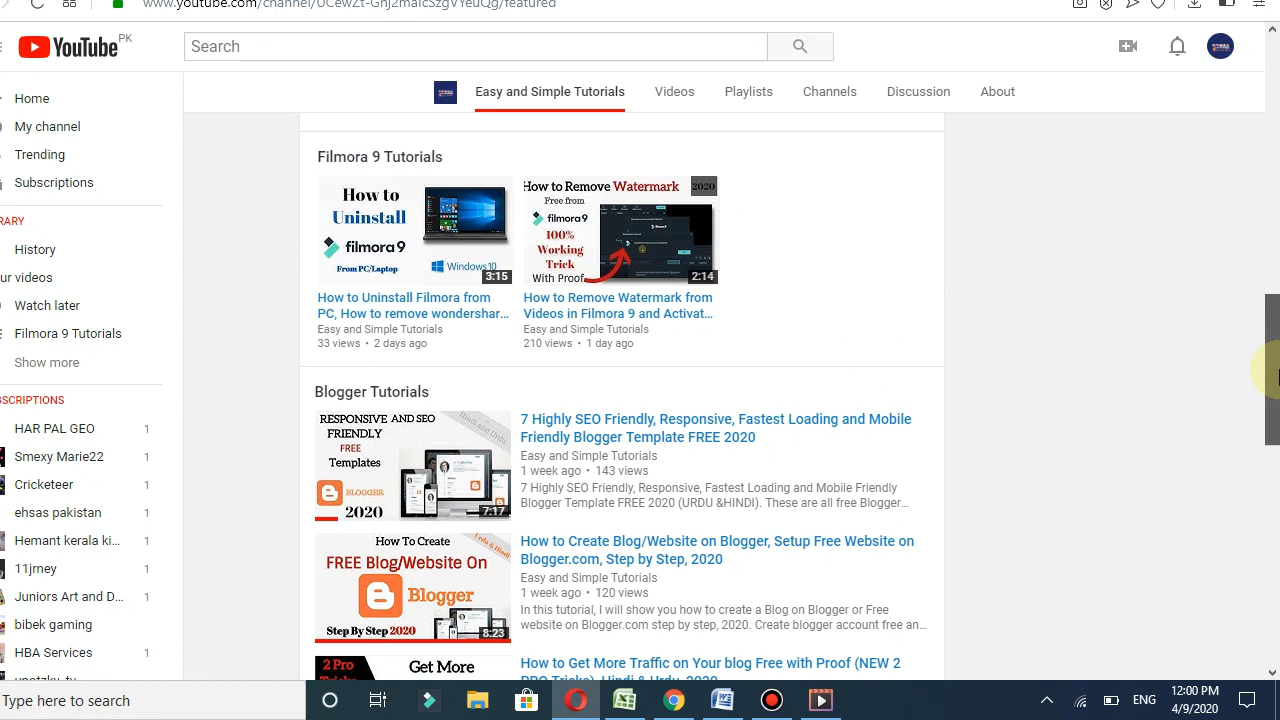 www.youtube.com/channel/UCewZt-Ghj2maicSzgVYeuQg/featured
YouTube PK
Search
Easy and Simple Tutorials Videos Playlists Channels Discussion About
Home
My channel
Trending
Subscriptions
RARY
History
ur videos
Watch later
Filmora 9 Tutorials
Show more
BSCRIPTIONS
HAR PAL GEO 1
Smexy Marie22 1
Cricketeer 1
ehsas pakistan 1
Hemant kerala ki... 1
11jrney 1
Juniors Art and D... 1
bibek gaming
HBA Services 1
Filmora 9 Tutorials
How to
Uninstall
filmora 9
From PC/Laptop
Windows10
3:15
How to Uninstall Filmora from
PC, How to remove wondershar...
Easy and Simple Tutorials
33 views • 2 days ago
How to Remove Watermark 2020
Free from
filmora9
100%
Working
Trick
With Proof
2:14
How to Remove Watermark from
Videos in Filmora 9 and Activat...
Easy and Simple Tutorials
210 views • 1 day ago
Blogger Tutorials
RESPONSIVE AND SEO
FRIENDLY
FREE
Templates
BLOGGER
2020
Hindi and Urdu
7:17
7 Highly SEO Friendly, Responsive, Fastest Loading and Mobile
Friendly Blogger Template FREE 2020
Easy and Simple Tutorials
1 week ago • 143 views
7 Highly SEO Friendly, Responsive, Fastest Loading and Mobile Friendly
Blogger Template FREE 2020 (URDU &HINDI). These are all free Blogger...
How To Create
FREE Blog/Website On
Blogger
Step By Step 2020
Urdu & Hindi
8:23
How to Create Blog/Website on Blogger, Setup Free Website on
Blogger.com, Step by Step, 2020
Easy and Simple Tutorials
1 week ago • 120 views
In this tutorial, I will show you how to create a Blog on Blogger or Free
website on Blogger.com step by step, 2020. Create blogger account free an...
2 Pro
Get More
How to Get More Traffic on Your blog Free with Proof (NEW 2
Type here to search
ENG
12:00 PM
4/9/2020